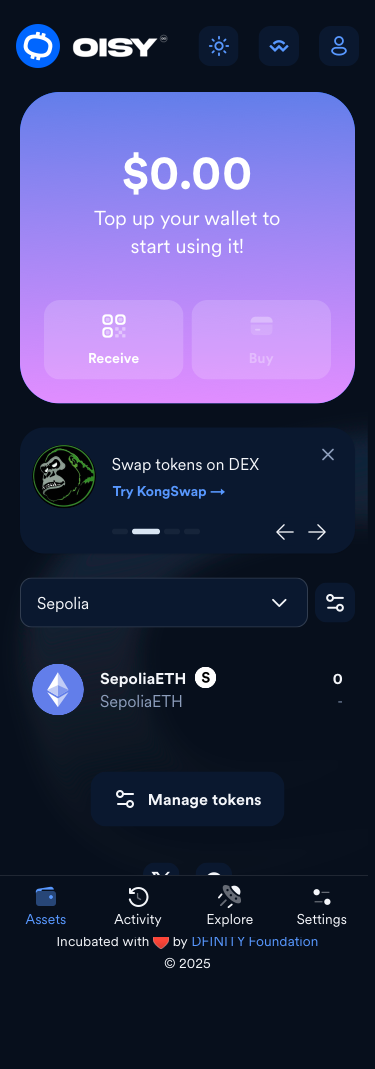 OISY
$0.00
Top up your wallet to
start using it!
Receive
Buy
Swap tokens on DEX
Try KongSwap →
Sepolia
SepoliaETH S
0
SepoliaETH
-
Manage tokens
Assets
Activity
Explore
Settings
Incubated with ❤️ by DFINITY Foundation
© 2025